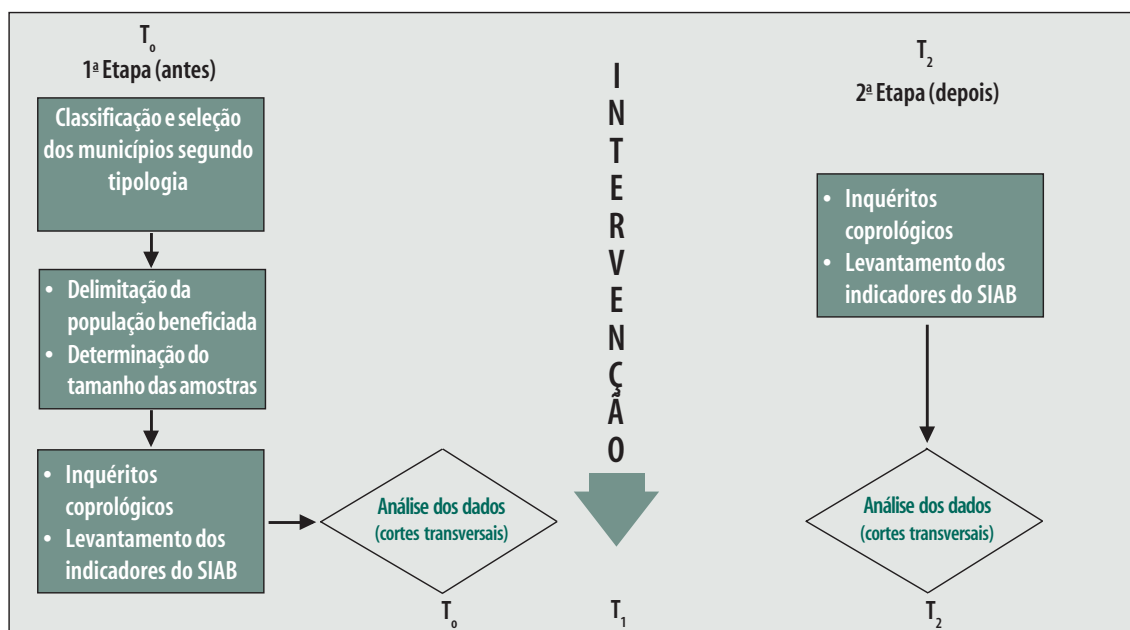 T₀
1ª Etapa (antes)
Classificação e seleção
dos municípios segundo
tipologia
• Delimitação da
população beneficiada
• Determinação do
tamanho das amostras
• Inquéritos
coprológicos
• Levantamento dos
indicadores do SIAB
Análise dos dados
(cortes transversais)
T₀
I
N
T
E
R
V
E
N
Ç
Ã
O
T₁
T₂
2ª Etapa (depois)
• Inquéritos
coprológicos
• Levantamento dos
indicadores do SIAB
Análise dos dados
(cortes transversais)
T₂